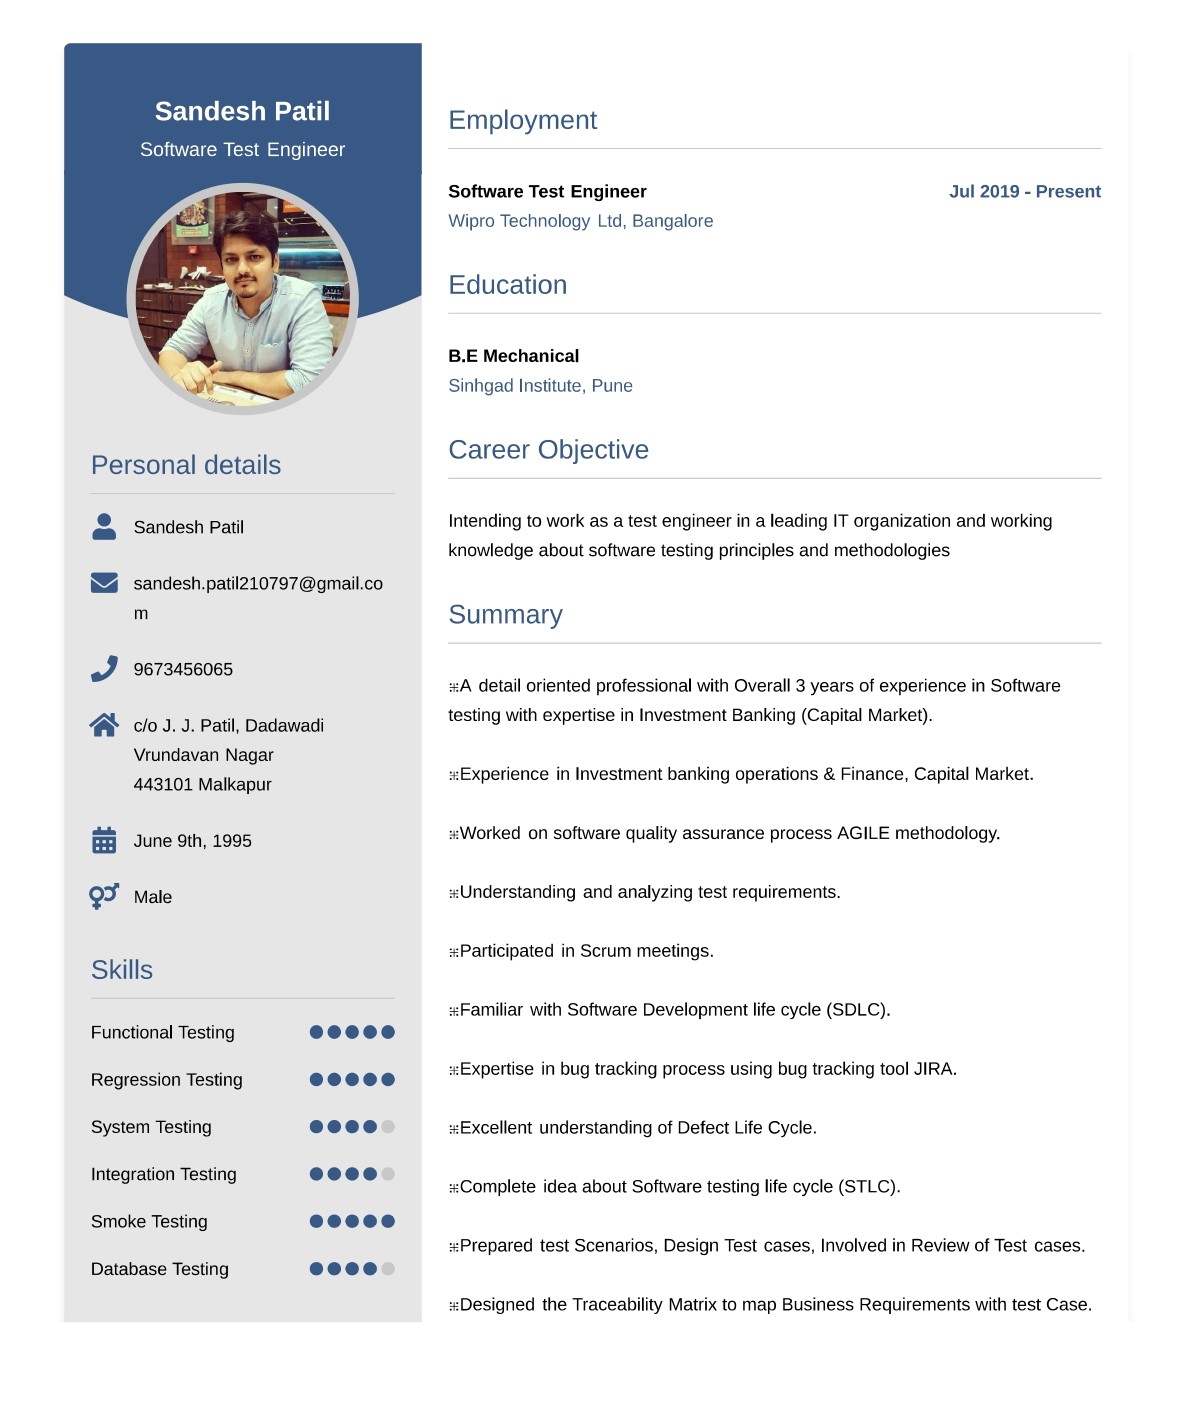 Sandesh Patil
Software Test Engineer
Personal details
Sandesh Patil
sandesh.patil210797@gmail.co
m
9673456065
c/o J. J. Patil, Dadawadi
Vrundavan Nagar
443101 Malkapur
June 9th, 1995
Male
Skills
Functional Testing
Regression Testing
System Testing
Integration Testing
Smoke Testing
Database Testing
Employment
Software Test Engineer Jul 2019 - Present
Wipro Technology Ltd, Bangalore
Education
B.E Mechanical
Sinhgad Institute, Pune
Career Objective
Intending to work as a test engineer in a leading IT organization and working
knowledge about software testing principles and methodologies
Summary
A detail oriented professional with Overall 3 years of experience in Software
testing with expertise in Investment Banking (Capital Market).
Experience in Investment banking operations & Finance, Capital Market.
Worked on software quality assurance process AGILE methodology.
Understanding and analyzing test requirements.
Participated in Scrum meetings.
Familiar with Software Development life cycle (SDLC).
Expertise in bug tracking process using bug tracking tool JIRA.
Excellent understanding of Defect Life Cycle.
Complete idea about Software testing life cycle (STLC).
Prepared test Scenarios, Design Test cases, Involved in Review of Test cases.
Designed the Traceability Matrix to map Business Requirements with test Case.